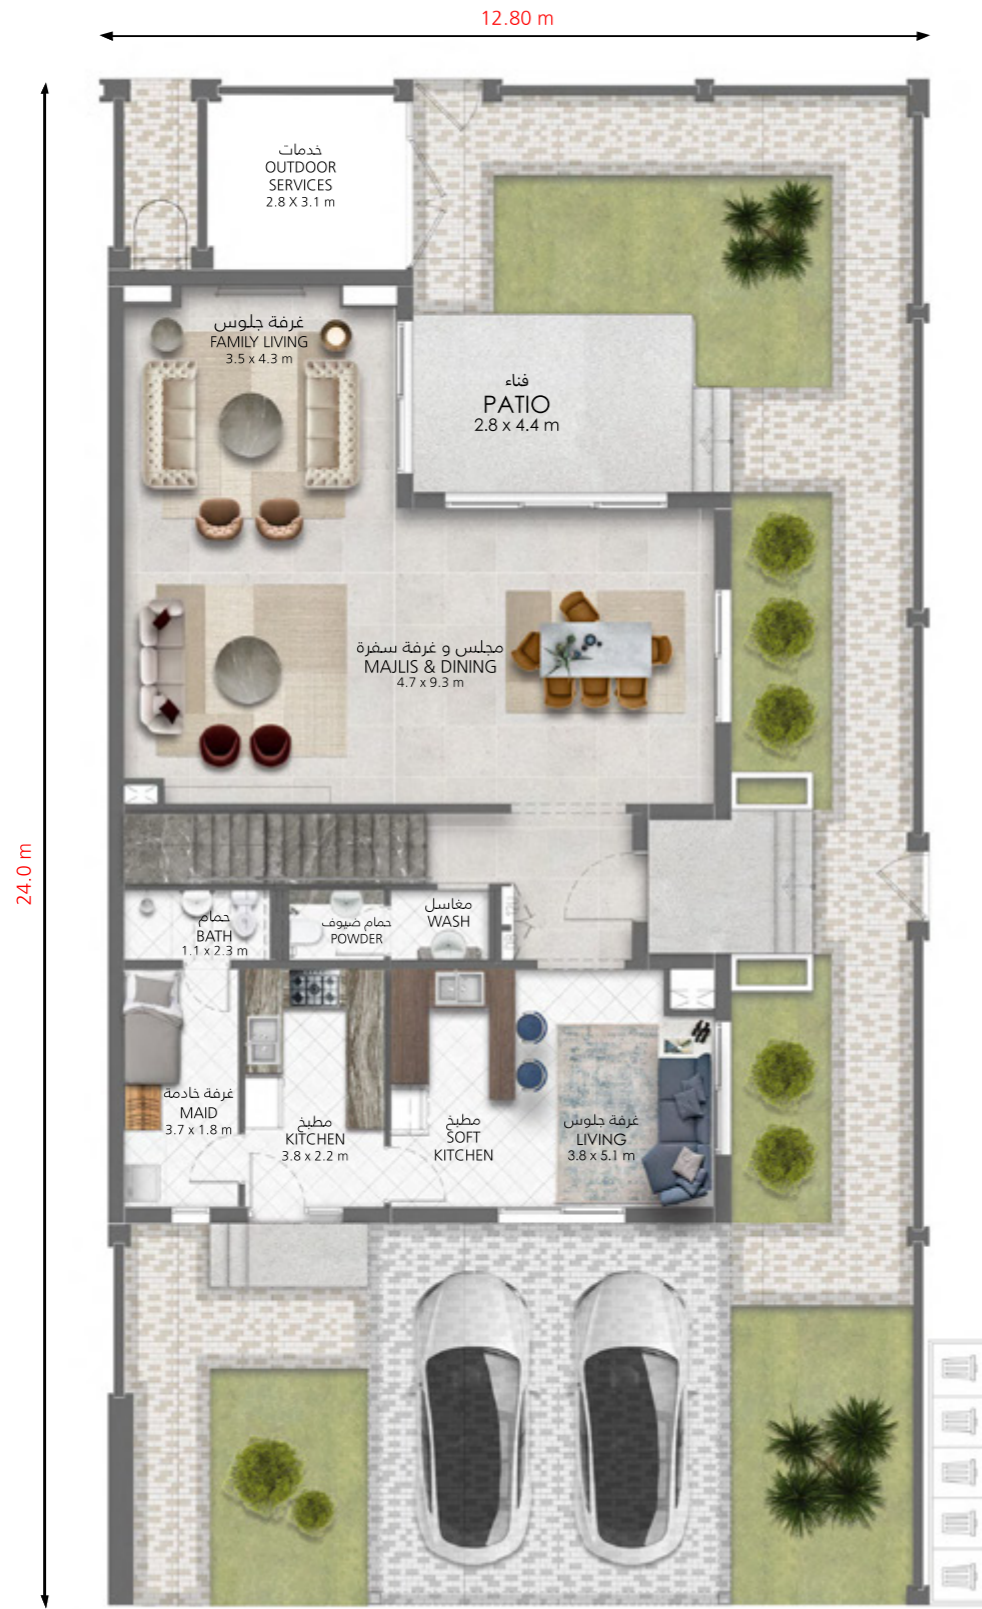 12.80 m
24.0 m
خدمات
OUTDOOR
SERVICES
2.8 X 3.1 m
غرفة جلوس
FAMILY LIVING
3.5 x 4.3 m
فناء
PATIO
2.8 x 4.4 m
مجلس و غرفة سفرة
MAJLIS & DINING
4.7 x 9.3 m
حمام
BATH
1.1 x 2.3 m
حمام ضيوف
POWDER
مغاسل
WASH
غرفة خادمة
MAID
3.7 x 1.8 m
مطبخ
KITCHEN
3.8 x 2.2 m
مطبخ
SOFT
KITCHEN
غرفة جلوس
LIVING
3.8 x 5.1 m